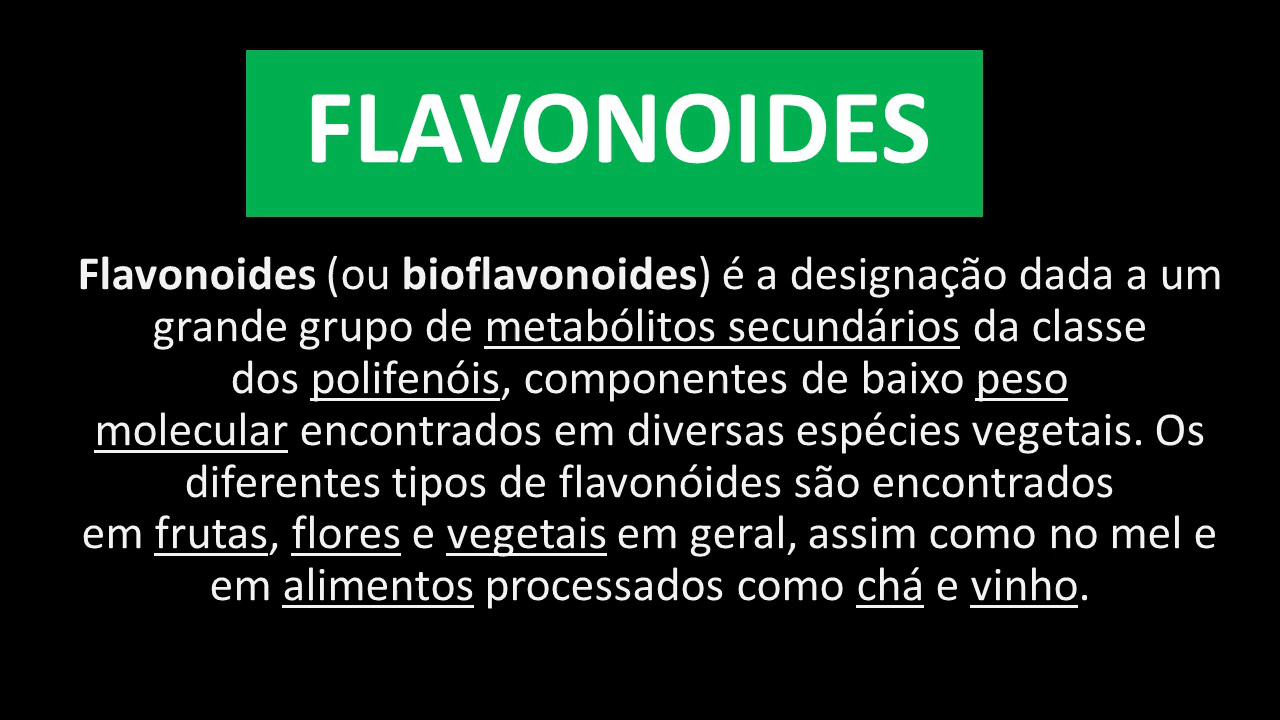 FLAVONOIDES
Flavonoides (ou bioflavonoides) é a designação dada a um
grande grupo de metabólitos secundários da classe
dos polifenóis, componentes de baixo peso
molecular encontrados em diversas espécies vegetais. Os
diferentes tipos de flavonóides são encontrados
em frutas, flores e vegetais em geral, assim como no mel e
em alimentos processados como chá e vinho.